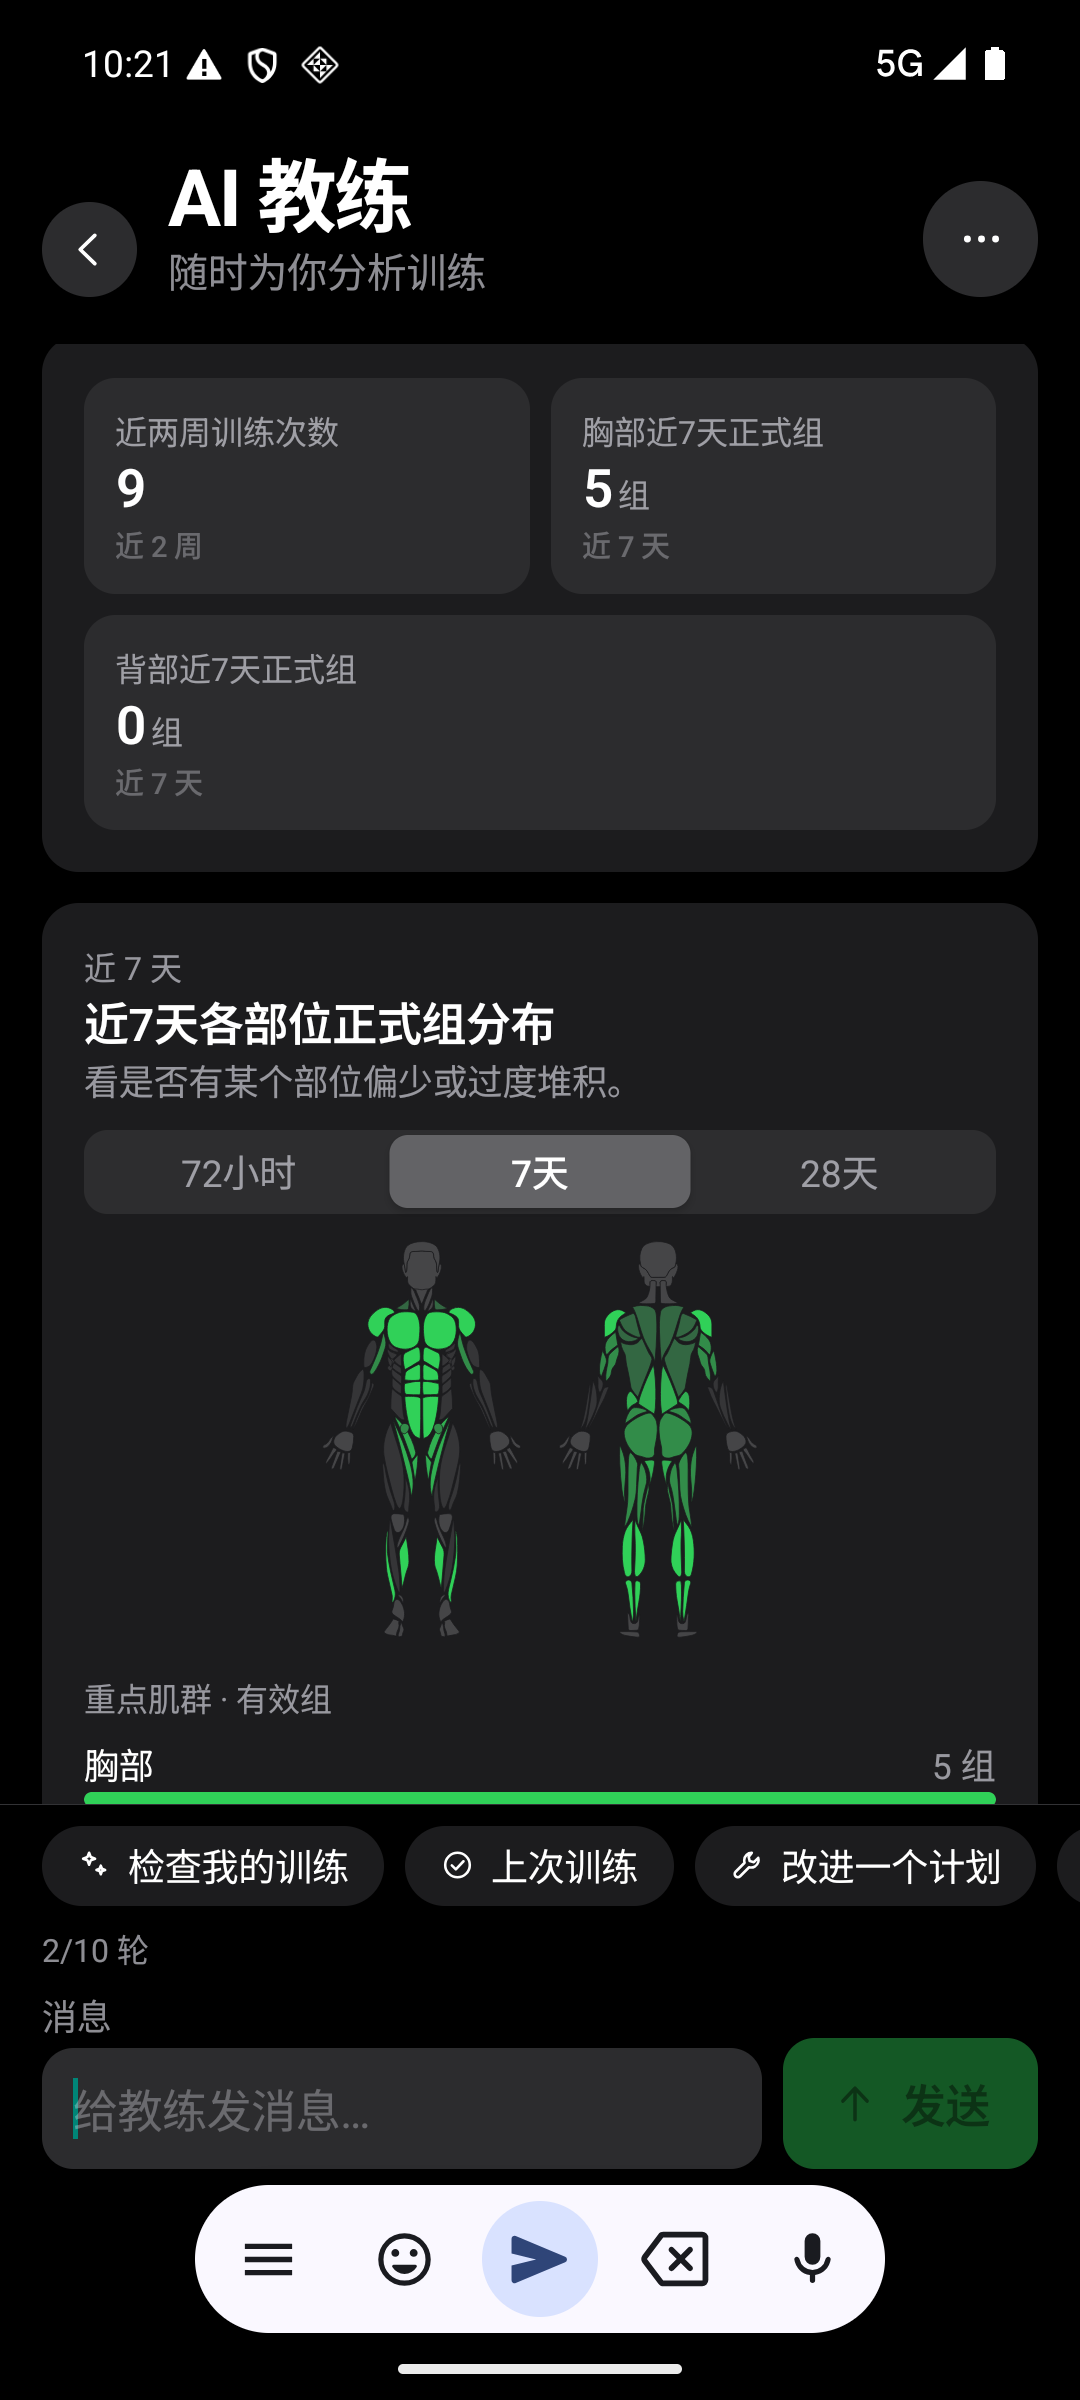 10:21
5G
AI 教练
随时为你分析训练
近两周训练次数
9
近 2 周
胸部近7天正式组
5 组
近 7 天
背部近7天正式组
0 组
近 7 天
近 7 天
近7天各部位正式组分布
看是否有某个部位偏少或过度堆积。
72小时
7天
28天
重点肌群 · 有效组
胸部
5 组
检查我的训练
上次训练
改进一个计划
2/10 轮
消息
给教练发消息...
发送